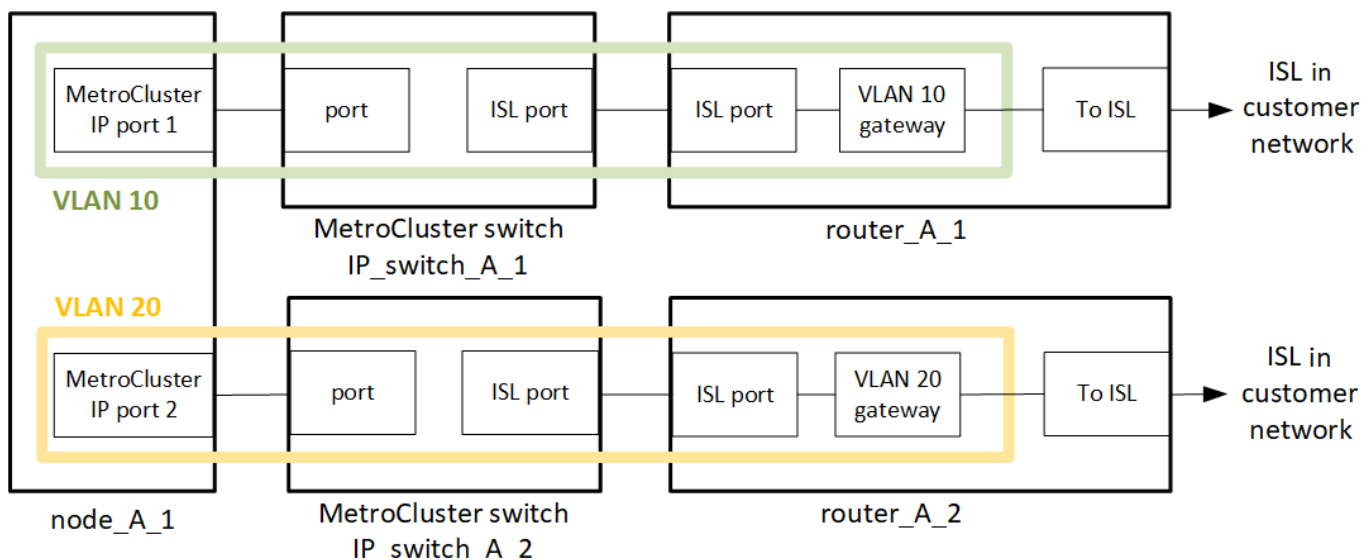 MetroCluster
IP port 1
port
ISL port
ISL port
VLAN 10
gateway
To ISL
ISL in
customer
network
VLAN 10
MetroCluster switch
IP_switch_A_1
router_A_1
VLAN 20
MetroCluster
IP port 2
port
ISL port
ISL port
VLAN 20
gateway
To ISL
ISL in
customer
network
node_A_1
MetroCluster switch
IP_switch_A_2
router_A_2